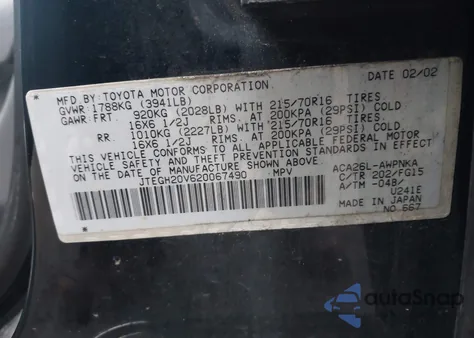 MFD.BY:TOYOTA MOTOR CORPORATION DATE 02/02
GVWR:1788KG (3941LB)
GAWR:FRT. 920KG (2028LB) WITH 215/70R16 TIRES
16X6 1/2J RIMS, AT 200KPA (29PSI) COLD
RR. 1010KG (2227LB) WITH 215/70R16 TIRES
16X6 1/2J RIMS, AT 200KPA (29PSI) COLD
THIS VEHICLE CONFORMS TO ALL APPLICABLE FEDERAL MOTOR
VEHICLE SAFETY AND BUMPER STANDARDS IN EFFECT ON THE
DATE OF MANUFACTURE SHOWN ABOVE.
JTEGH20V620067490 MPV ACA26L-AWPNKA
C/TR 202/FG15
A/TM -04B/
U241E
MADE IN JAPAN
NO.667
autoSnap